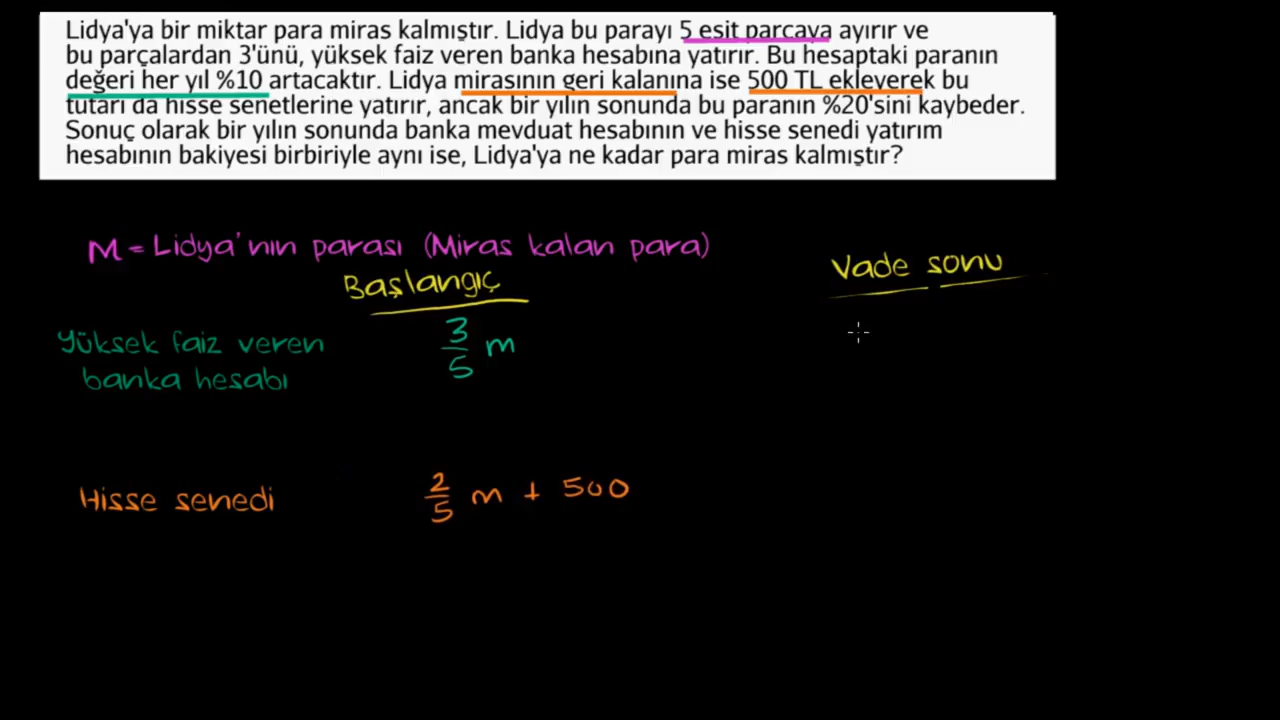 Lidya'ya bir miktar para miras kalmıştır. Lidya bu parayı 5 eşit parçaya ayırır ve
bu parçalardan 3'ünü, yüksek faiz veren banka hesabına yatırır. Bu hesaptaki paranın
değeri her yıl %10 artacaktır. Lidya mirasının geri kalanına ise 500 TL ekleyerek bu
tutarı da hisse senetlerine yatırır, ancak bir yılın sonunda bu paranın %20'sini kaybeder.
Sonuç olarak bir yılın sonunda banka mevduat hesabının ve hisse senedi yatırım
hesabının bakiyesi birbiriyle aynı ise, Lidya'ya ne kadar para miras kalmıştır?
M = Lidya'nın parası (Miras kalan para)
Başlangıç
Vade sonu
Yüksek faiz veren
banka hesabı
3/5 m
Hisse senedi
2/5 m + 500